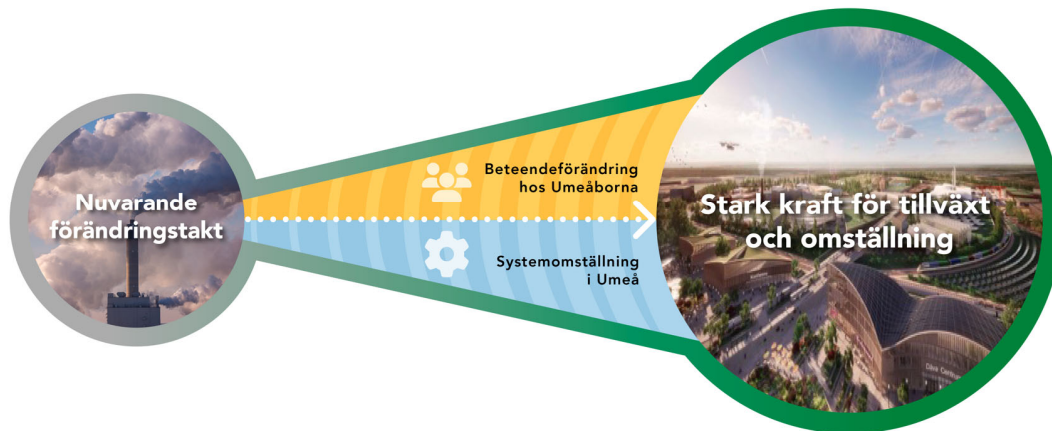 Nuvarande
förändringstakt
Beteendeförändring
hos Umeåborna
Systemomställning
i Umeå
Stark kraft för tillväxt
och omställning